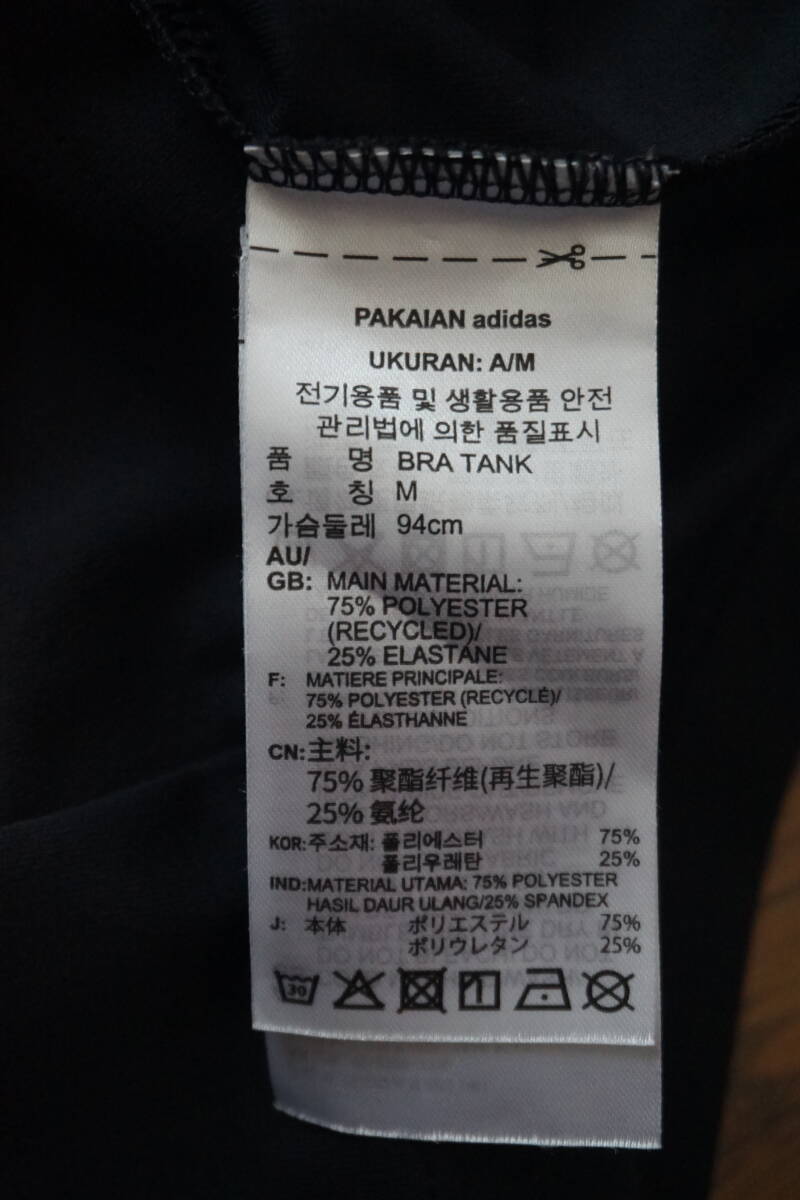 PAKAIAN adidas
UKURAN: A/M
전기용품 및 생활용품 안전
관리법에 의한 품질표시
품 명 BRA TANK
호 칭 M
가슴둘레 94cm
AU/
GB: MAIN MATERIAL:
75% POLYESTER
(RECYCLED)/
25% ELASTANE
F: MATIERE PRINCIPALE:
75% POLYESTER (RECYCLÉ)/
25% ÉLASTHANNE
CN:主料:
75% 聚酯纤维(再生聚酯)/
25% 氨纶
KOR:주소재: 폴리에스터 75%
폴리우레탄 25%
IND:MATERIAL UTAMA: 75% POLYESTER
HASIL DAUR ULANG/25% SPANDEX
J: 本体 ポリエステル 75%
ポリウレタン 25%
30